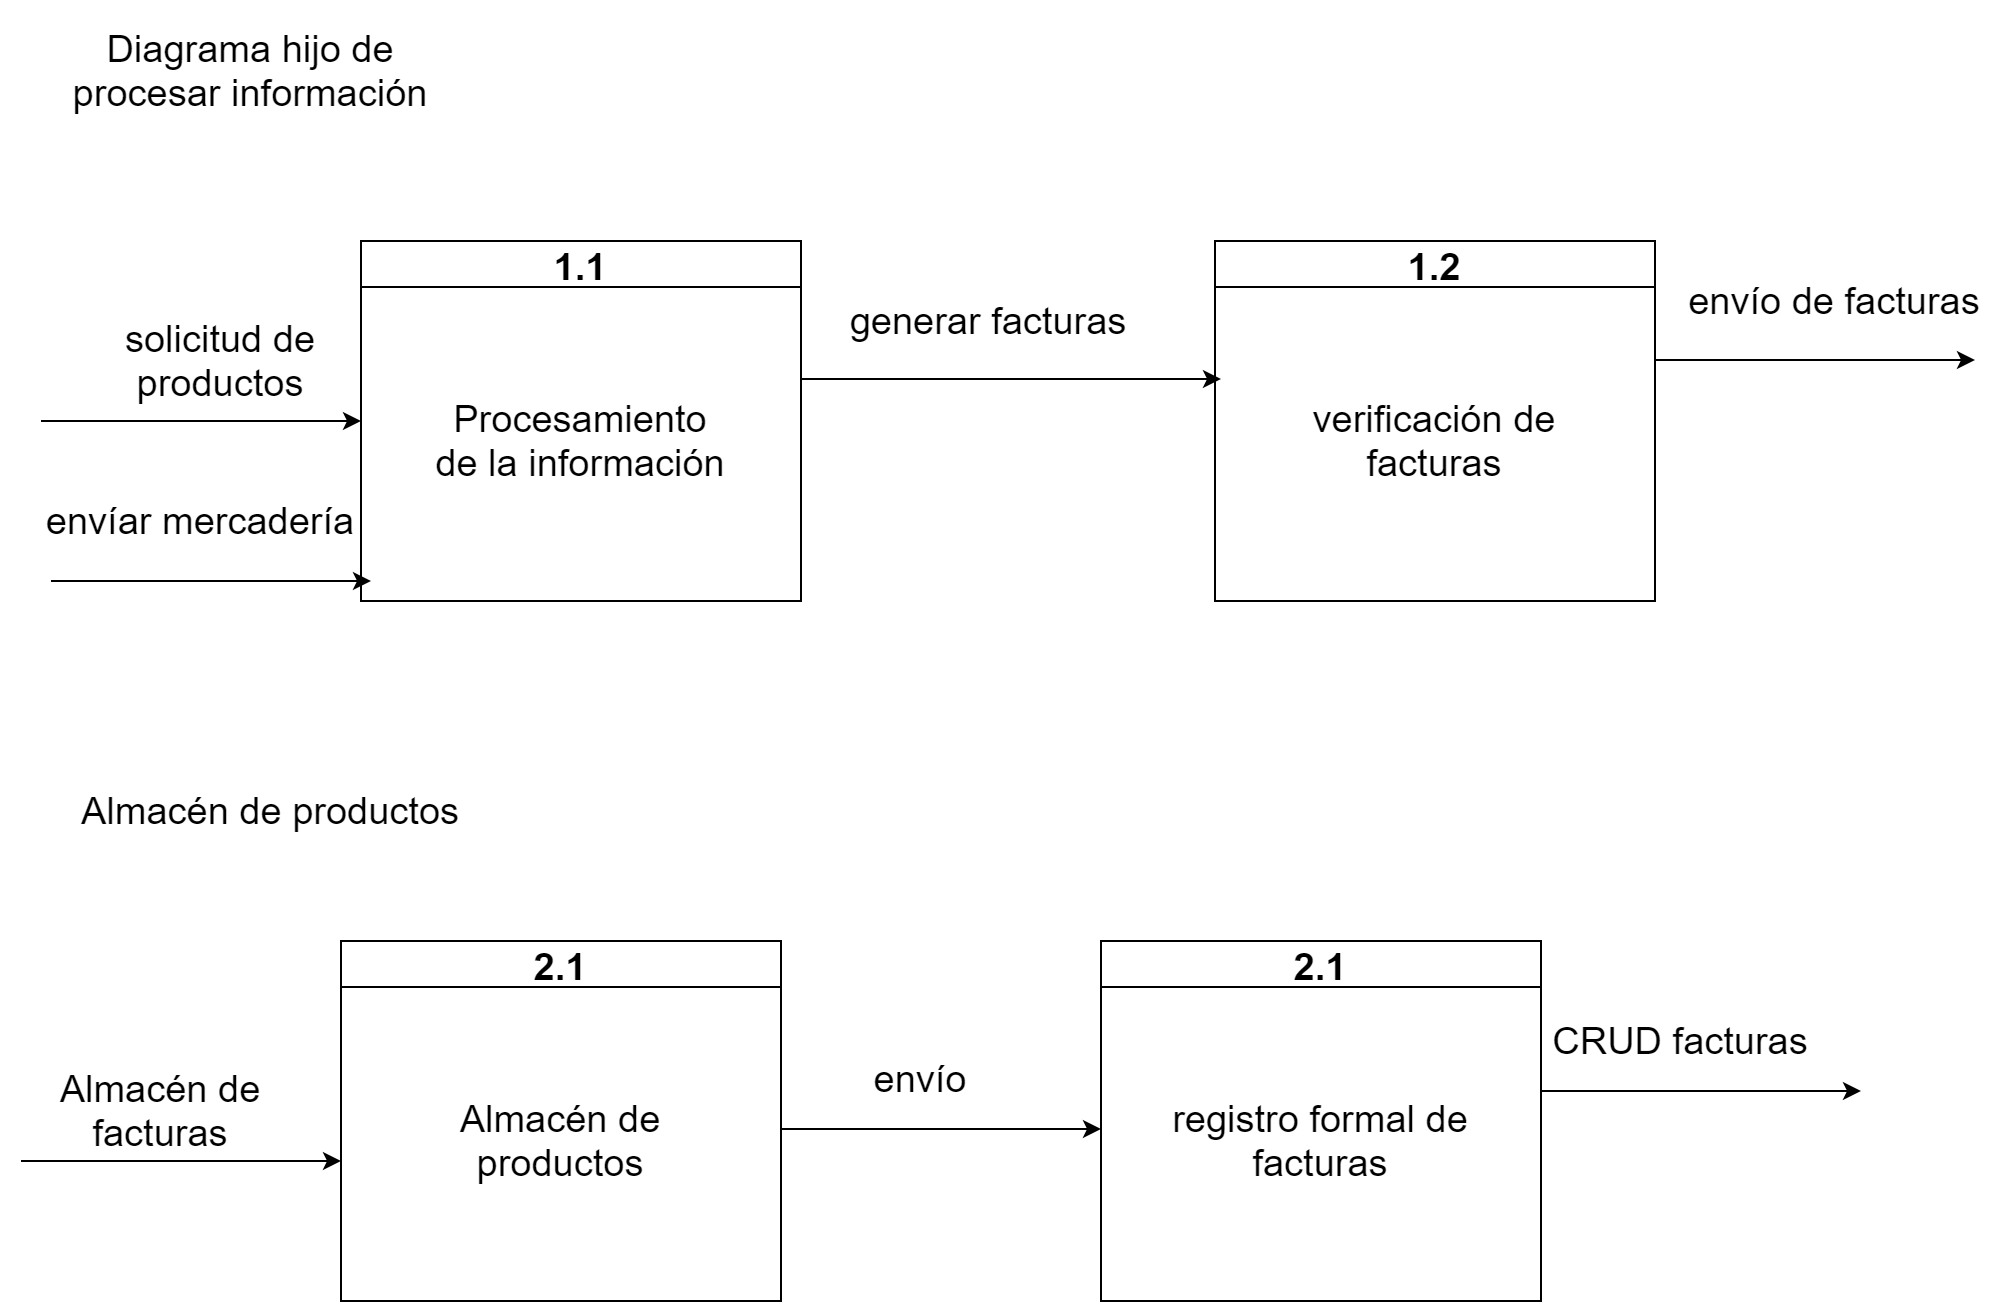 Diagrama hijo de
procesar información
1.1
1.2
solicitud de
productos
generar facturas
envío de facturas
Procesamiento
de la información
verificación de
facturas
envíar mercadería
Almacén de productos
2.1
2.1
Almacén de
facturas
Almacén de
productos
envío
registro formal de
facturas
CRUD facturas